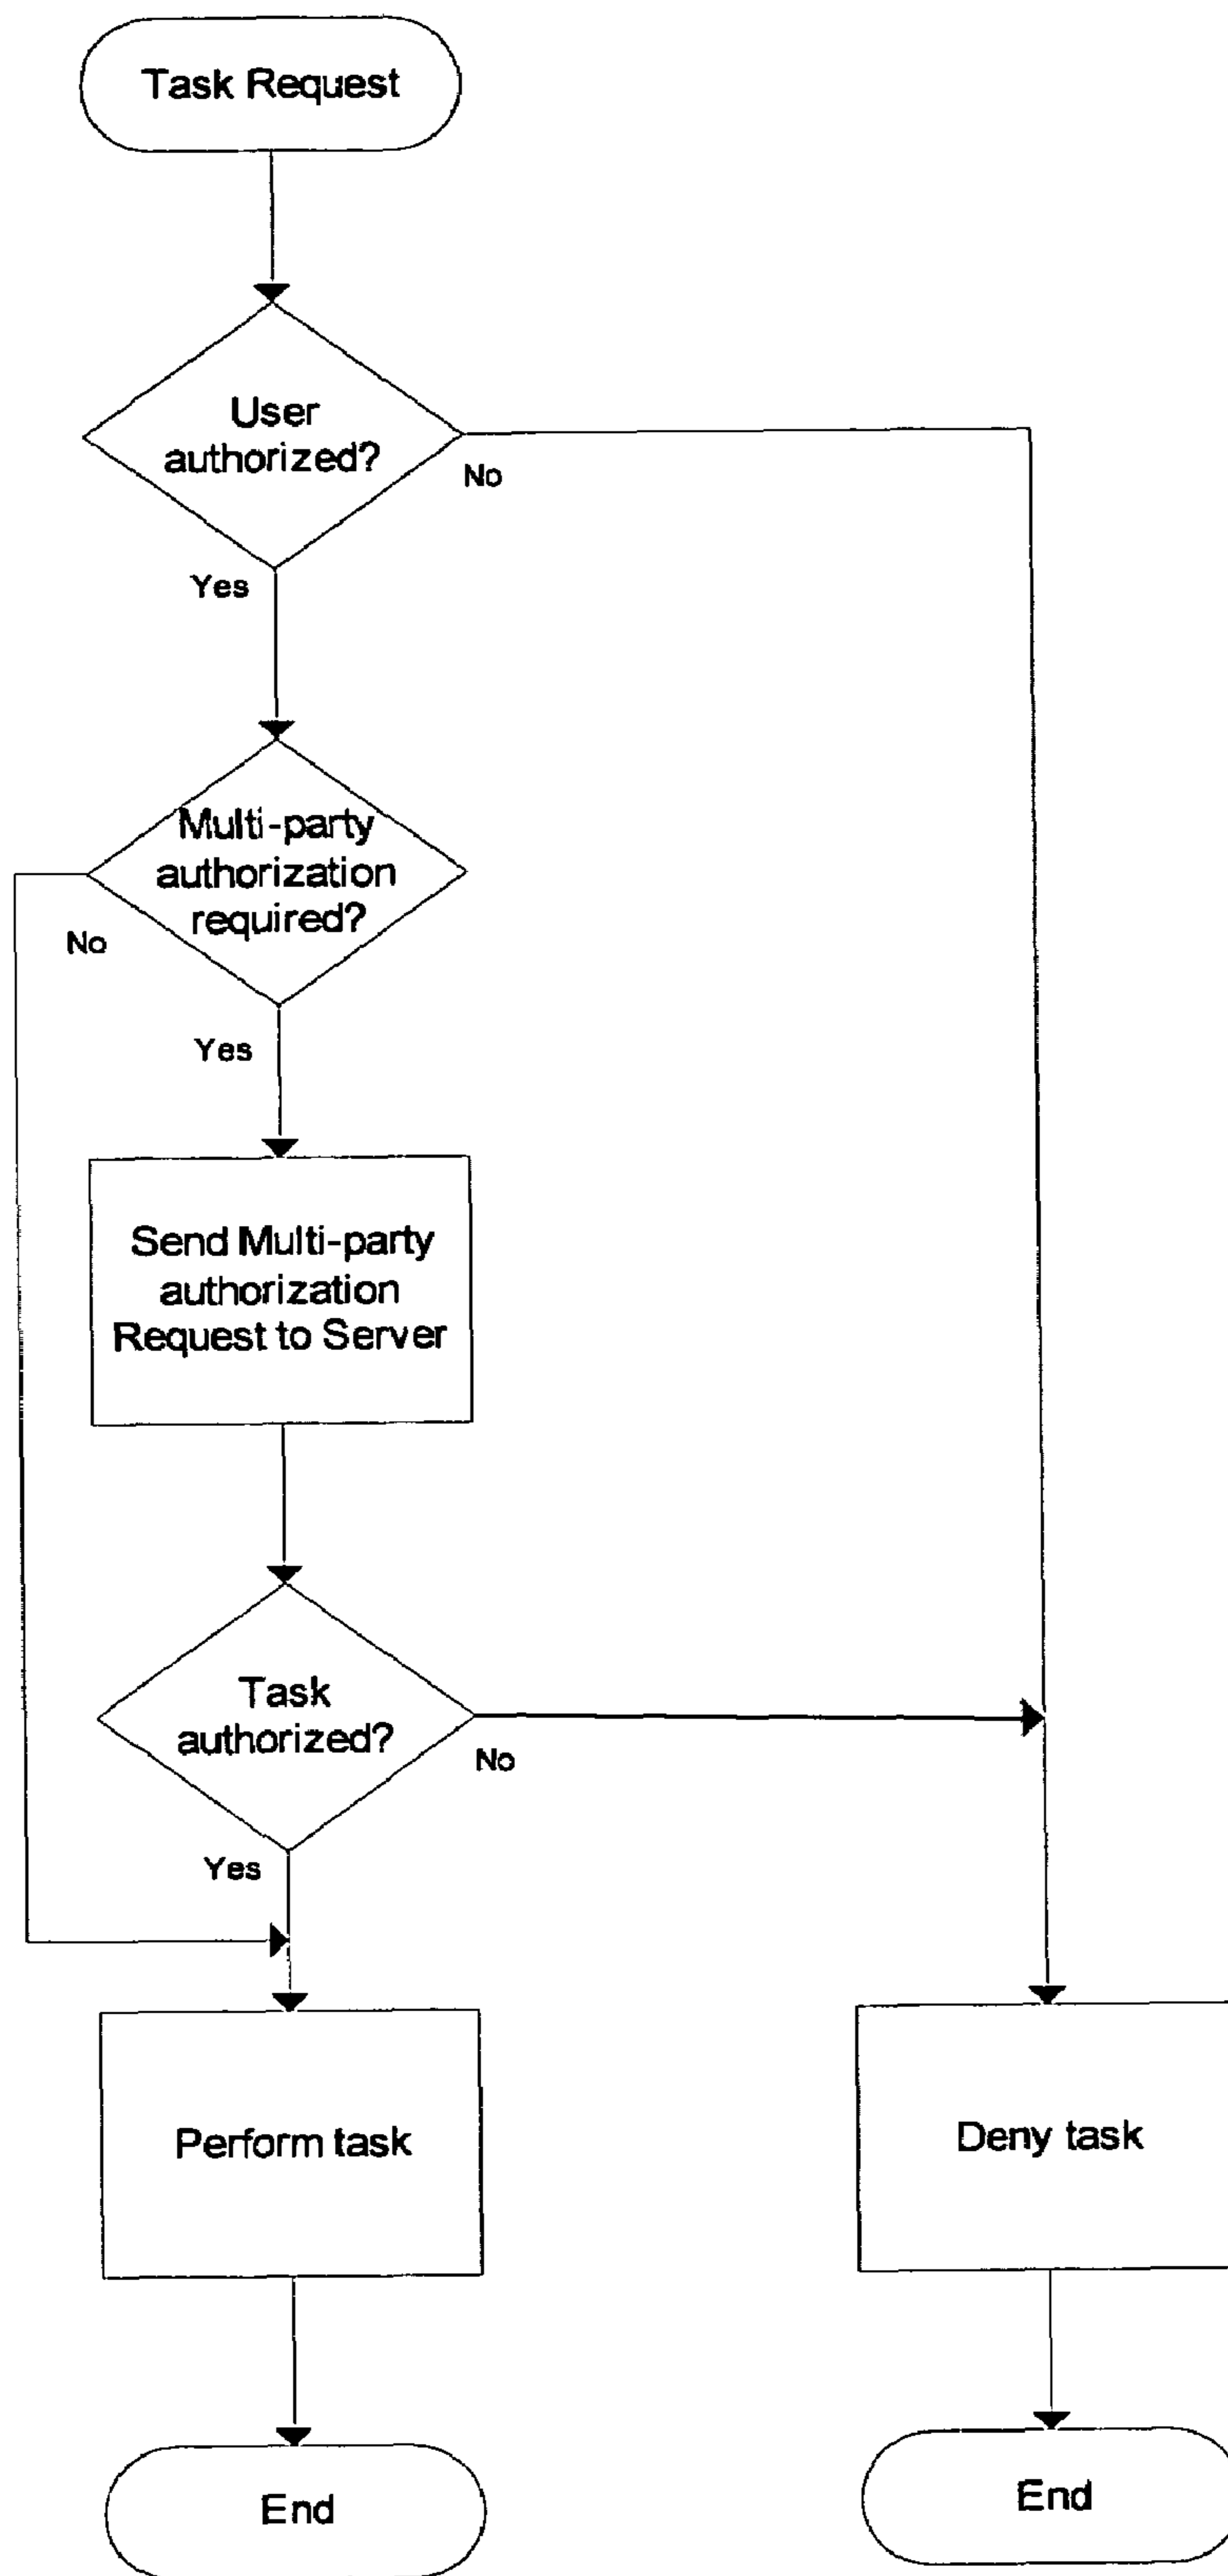 Task Request
User
authorized?
No
Yes
Multi-party
authorization
required?
No
Yes
Send Multi-party
authorization
Request to Server
Task
authorized?
No
Yes
Perform task
Deny task
End
End